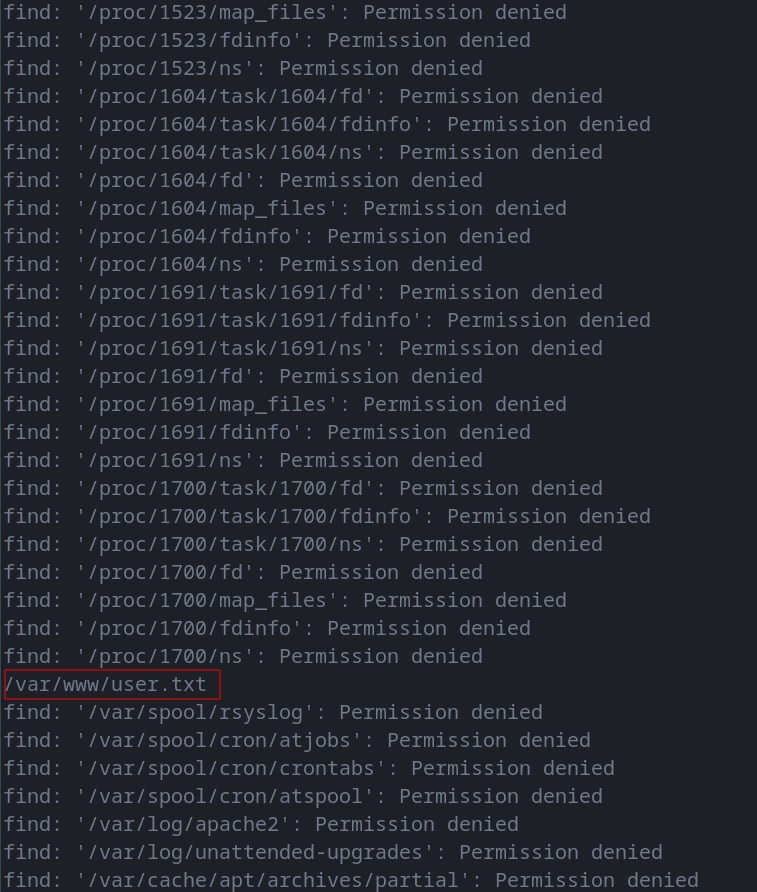 find: '/proc/1523/map_files': Permission denied
find: '/proc/1523/fdinfo': Permission denied
find: '/proc/1523/ns': Permission denied
find: '/proc/1604/task/1604/fd': Permission denied
find: '/proc/1604/task/1604/fdinfo': Permission denied
find: '/proc/1604/task/1604/ns': Permission denied
find: '/proc/1604/fd': Permission denied
find: '/proc/1604/map_files': Permission denied
find: '/proc/1604/fdinfo': Permission denied
find: '/proc/1604/ns': Permission denied
find: '/proc/1691/task/1691/fd': Permission denied
find: '/proc/1691/task/1691/fdinfo': Permission denied
find: '/proc/1691/task/1691/ns': Permission denied
find: '/proc/1691/fd': Permission denied
find: '/proc/1691/map_files': Permission denied
find: '/proc/1691/fdinfo': Permission denied
find: '/proc/1691/ns': Permission denied
find: '/proc/1700/task/1700/fd': Permission denied
find: '/proc/1700/task/1700/fdinfo': Permission denied
find: '/proc/1700/task/1700/ns': Permission denied
find: '/proc/1700/fd': Permission denied
find: '/proc/1700/map_files': Permission denied
find: '/proc/1700/fdinfo': Permission denied
find: '/proc/1700/ns': Permission denied
/var/www/user.txt
find: '/var/spool/rsyslog': Permission denied
find: '/var/spool/cron/atjobs': Permission denied
find: '/var/spool/cron/crontabs': Permission denied
find: '/var/spool/cron/atspool': Permission denied
find: '/var/log/apache2': Permission denied
find: '/var/log/unattended-upgrades': Permission denied
find: '/var/cache/apt/archives/partial': Permission denied